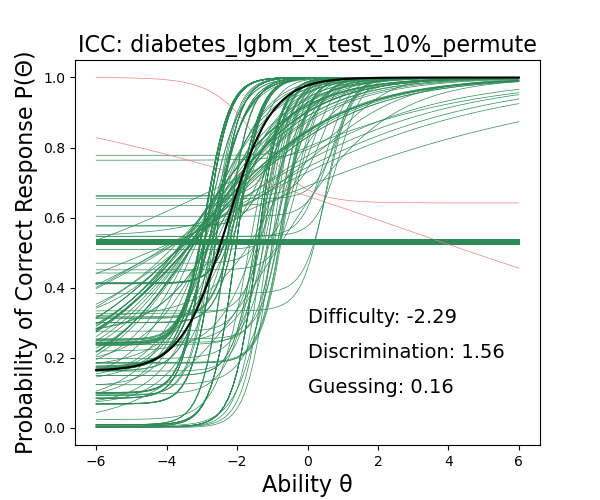 ICC: diabetes_lgbm_x_test_10%_permute
Probability of Correct Response P(Θ)
1.0
0.8
0.6
0.4
0.2
0.0
Difficulty: -2.29
Discrimination: 1.56
Guessing: 0.16
−6 −4 −2 0 2 4 6
Ability θ